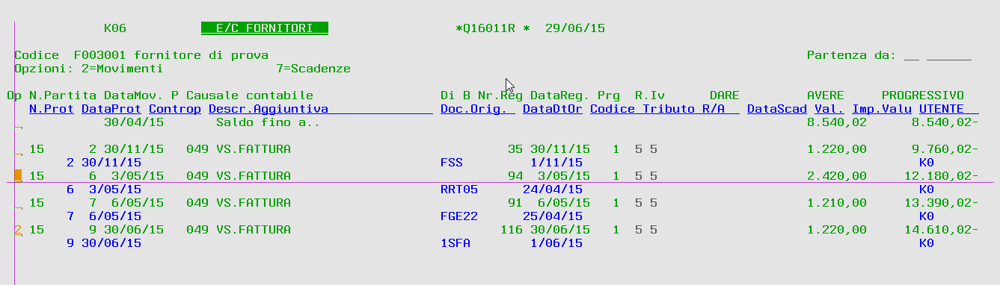 K06 E/C FORNITORI *Q16011R * 29/06/15
Codice F003001 fornitore di prova Partenza da: __ ______
Opzioni: 2=Movimenti 7=Scadenze
Op N.Partita DataMov. P Causale contabile Di B Nr.Reg DataReg. Prg R.Iv DARE AVERE PROGRESSIVO
N.Prot DataProt Controp Descr.Aggiuntiva Doc.Orig. DataDtOr Codice Tributo R/A DataScad Val. Imp.Valu UTENTE
30/04/15 Saldo fino a.. 8.540,02 8.540,02-
15 2 30/11/15 049 VS.FATTURA 35 30/11/15 1 5 5 1.220,00 9.760,02-
2 30/11/15 FSS 1/11/15 K0
15 6 3/05/15 049 VS.FATTURA 94 3/05/15 1 5 5 2.420,00 12.180,02-
6 3/05/15 RRT05 24/04/15 K0
15 7 6/05/15 049 VS.FATTURA 91 6/05/15 1 5 5 1.210,00 13.390,02-
7 6/05/15 FGE22 25/04/15 K0
2 15 9 30/06/15 049 VS.FATTURA 116 30/06/15 1 5 5 1.220,00 14.610,02-
9 30/06/15 1SFA 1/06/15 K0